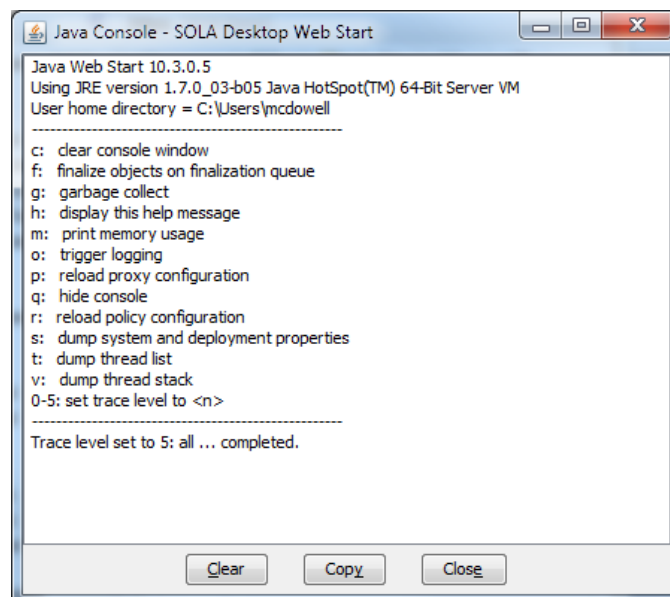 Java Console - SOLA Desktop Web Start
Java Web Start 10.3.0.5
Using JRE version 1.7.0_03-b05 Java HotSpot(TM) 64-Bit Server VM
User home directory = C:\Users\mcdowell
----------------------------------------------------
c: clear console window
f: finalize objects on finalization queue
g: garbage collect
h: display this help message
m: print memory usage
o: trigger logging
p: reload proxy configuration
q: hide console
r: reload policy configuration
s: dump system and deployment properties
t: dump thread list
v: dump thread stack
0-5: set trace level to <n>
----------------------------------------------------
Trace level set to 5: all ... completed.
Clear Copy Close